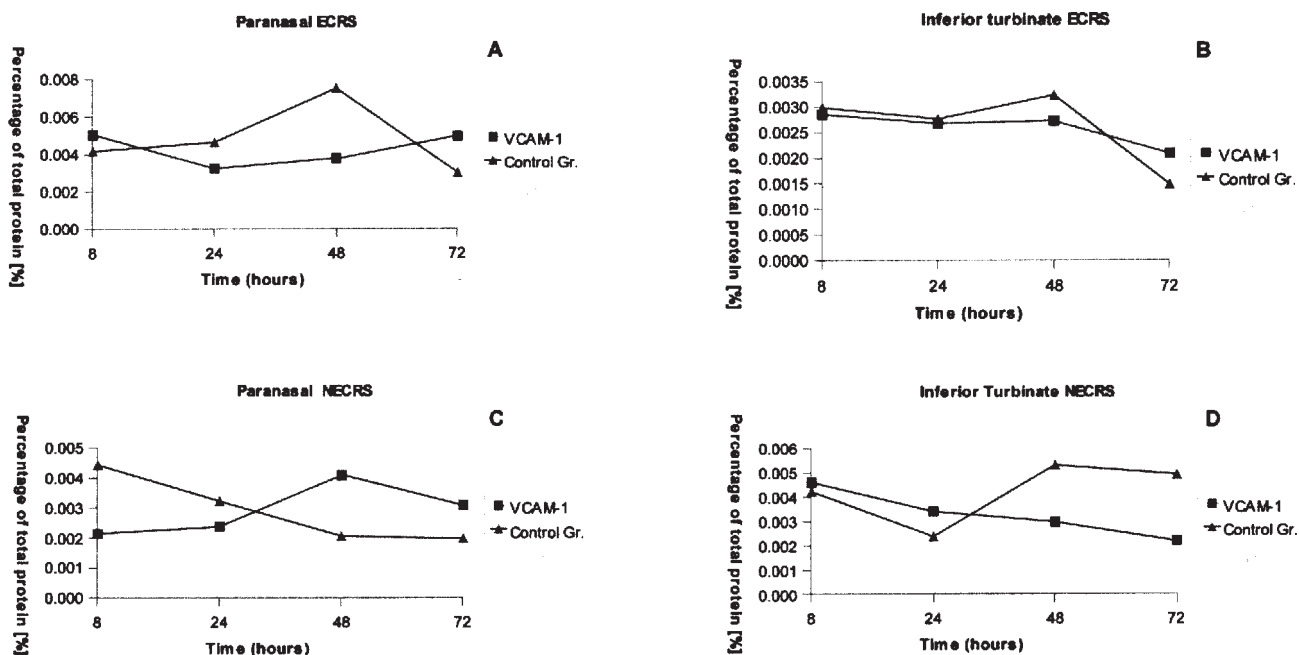 Paranasal ECRS
A
Percentage of total protein [%]
0.008
0.006
0.004
0.002
0.000
8 24 48 72
Time (hours)
VCAM-1
Control Gr.
Inferior turbinate ECRS
B
Percentage of total protein [%]
0.0035
0.0030
0.0025
0.0020
0.0015
0.0010
0.0005
0.0000
8 24 48 72
Time (hours)
VCAM-1
Control Gr.
Paranasal NECRS
C
Percentage of total protein [%]
0.005
0.004
0.003
0.002
0.001
0.000
8 24 48 72
Time (hours)
VCAM-1
Control Gr.
Inferior Turbinate NECRS
D
Percentage of total protein [%]
0.006
0.005
0.004
0.003
0.002
0.001
0.000
8 24 48 72
Time (hours)
VCAM-1
Control Gr.